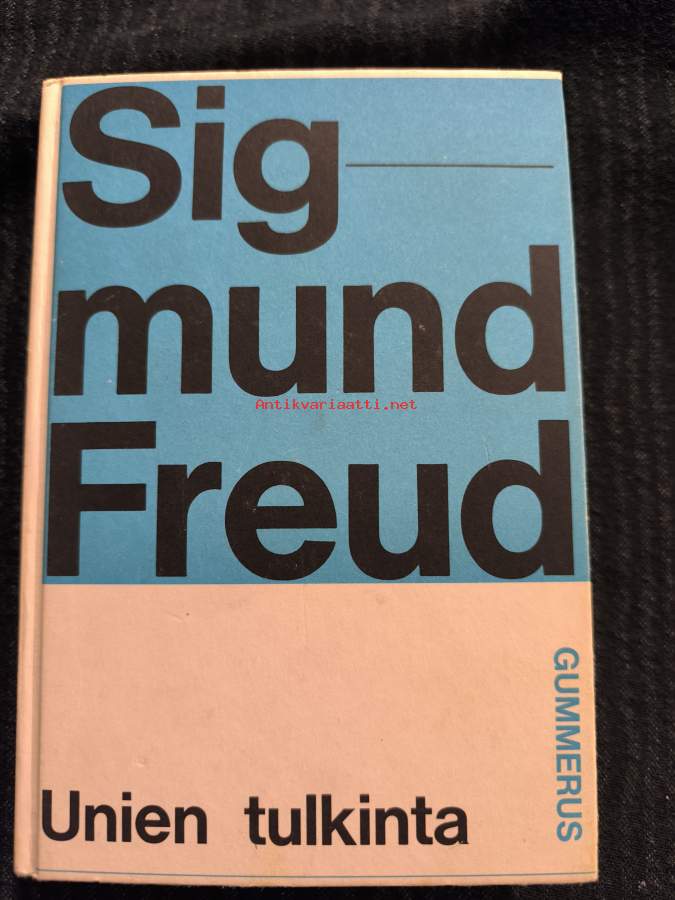 Sig—
mund
Antikvariaatti.net
Freud
GUMMERUS
Unien tulkinta